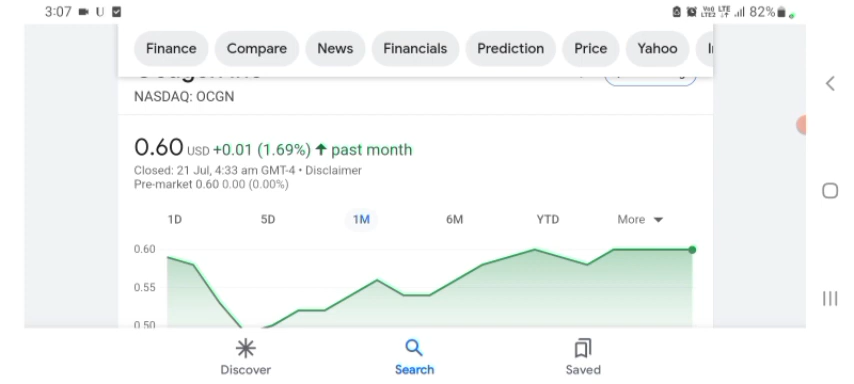 3:07 U LTE2 LTE 82%
Finance Compare News Financials Prediction Price Yahoo
NASDAQ: OCGN
0.60 USD +0.01 (1.69%) ↑ past month
Closed: 21 Jul, 4:33 am GMT-4 • Disclaimer
Pre-market 0.60 0.00 (0.00%)
1D 5D 1M 6M YTD More
0.60
0.55
0.50
Discover Search Saved